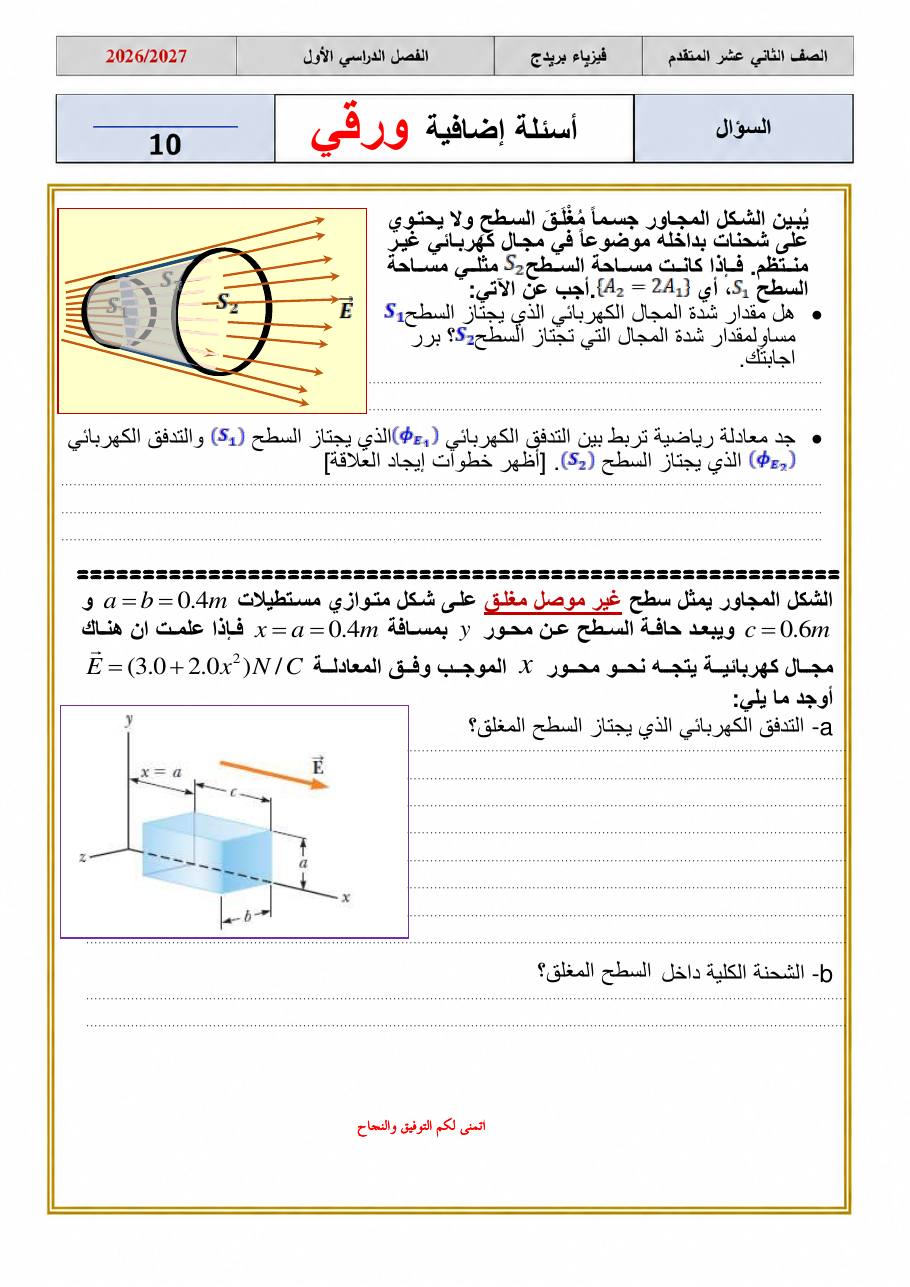 الصف الثاني عشر المتقدم فيزياء بريدج الفصل الدراسي الأول 2026/2027
السؤال أسئلة إضافية ورقي 10
يُبين الشكل المجاور جسماً مُغْلَقَ السطح ولا يحتوي
على شحنات بداخله موضوعاً في مجال كهربائي غير
منتظم. فإذا كانت مساحة السطح S₂ مثلي مساحة
السطح S₁، أي {A₂ = 2A₁}.أجب عن الآتي:
• هل مقدار شدة المجال الكهربائي الذي يجتاز السطح S₁
مساولمقدار شدة المجال التي تجتاز السطح S₂؟ برر
اجابتك.
S₁ S₂ S₂ E⃗
• جد معادلة رياضية تربط بين التدفق الكهربائي (ϕE₁)الذي يجتاز السطح (S₁) والتدفق الكهربائي
(ϕE₂) الذي يجتاز السطح (S₂). [أظهر خطوات إيجاد العلاقة]
===========================================================
الشكل المجاور يمثل سطح غير موصل مغلق على شكل متوازي مستطيلات a = b = 0.4m و
c = 0.6m ويبعد حافة السطح عن محور y بمسافة x = a = 0.4m فإذا علمت ان هناك
مجال كهربائية يتجه نحو محور x الموجب وفق المعادلة E⃗ = (3.0 + 2.0x²) N / C
أوجد ما يلي:
a- التدفق الكهربائي الذي يجتاز السطح المغلق؟
y
x = a
E⃗
c
z
a
x
b
b- الشحنة الكلية داخل السطح المغلق؟
اتمنى لكم التوفيق والنجاح